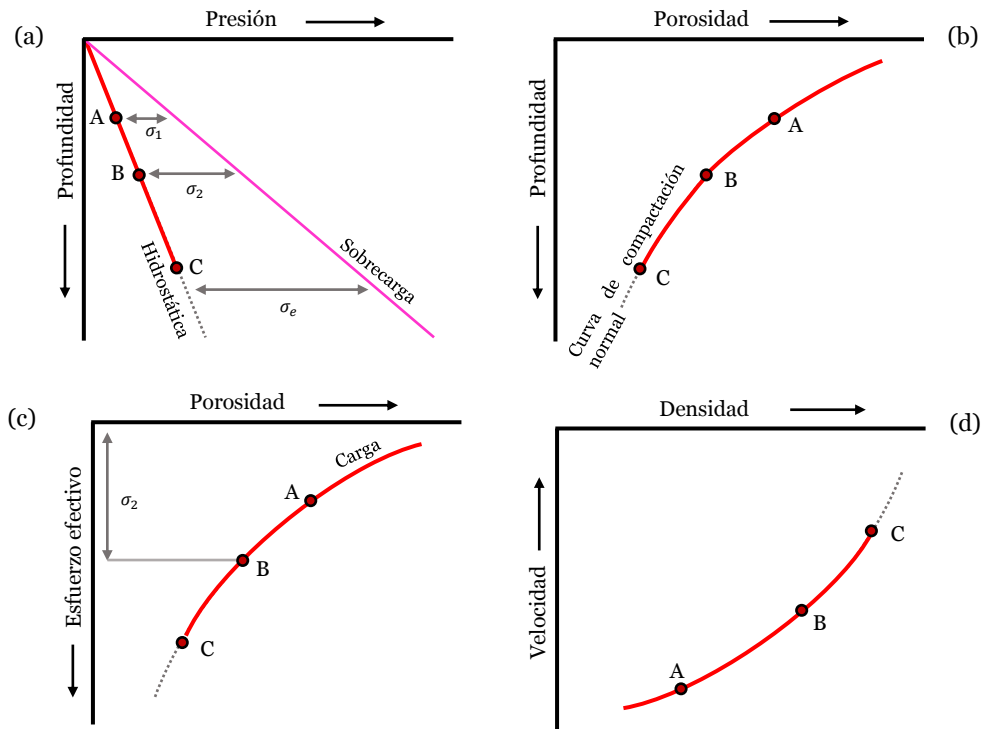 (a)
Presión
Profundidad
A
σ1
B
σ2
C
Hidrostática
Sobrecarga
σe
(b)
Porosidad
Profundidad
A
B
C
Curva de compactación
normal
(c)
Porosidad
Esfuerzo efectivo
σ2
Carga
A
B
C
(d)
Densidad
Velocidad
C
B
A